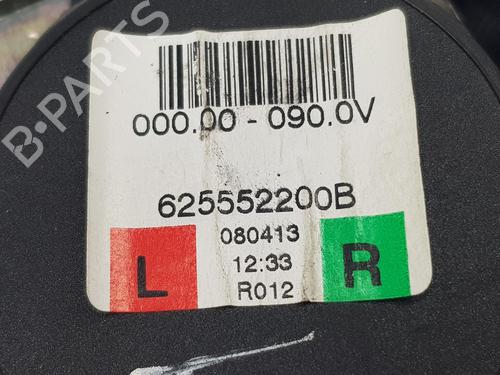 B-PARTS
000.00 - 090.0V
625552200B
080413
12:33
R012
L
R